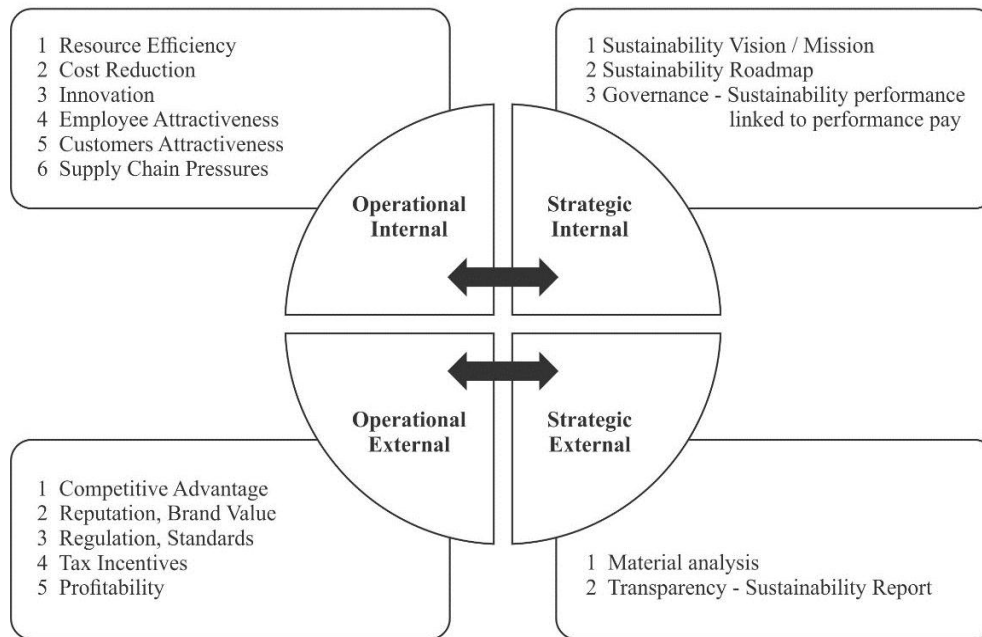 1 Resource Efficiency
2 Cost Reduction
3 Innovation
4 Employee Attractiveness
5 Customers Attractiveness
6 Supply Chain Pressures
1 Sustainability Vision / Mission
2 Sustainability Roadmap
3 Governance - Sustainability performance
linked to performance pay
Operational
Internal
Strategic
Internal
Operational
External
Strategic
External
1 Competitive Advantage
2 Reputation, Brand Value
3 Regulation, Standards
4 Tax Incentives
5 Profitability
1 Material analysis
2 Transparency - Sustainability Report